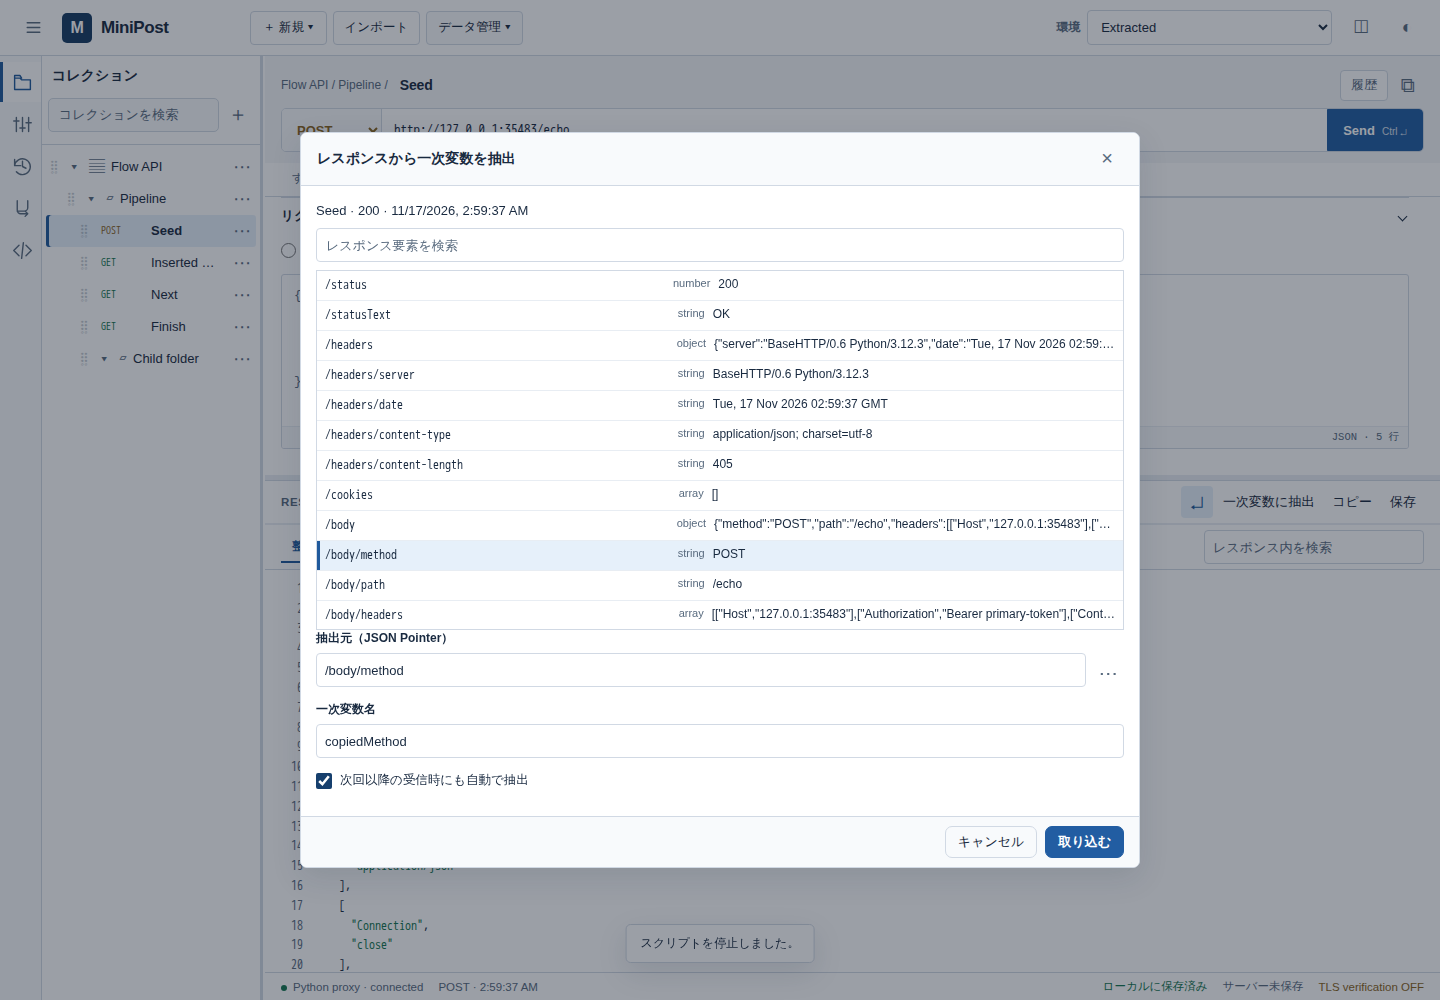 M MiniPost ＋ 新規 ▾ インポート データ管理 ▾ 環境 Extracted
コレクション
コレクションを検索 ＋
Flow API ···
Pipeline ···
POST Seed ···
GET Inserted ... ···
GET Next ···
GET Finish ···
Child folder ···
Flow API / Pipeline / Seed 履歴
POST http://127.0.0.1:35483/echo Send Ctrl
レスポンスから一次変数を抽出 ×
Seed · 200 · 11/17/2026, 2:59:37 AM
レスポンス要素を検索
/status number 200
/statusText string OK
/headers object {"server":"BaseHTTP/0.6 Python/3.12.3","date":"Tue, 17 Nov 2026 02:59:...
/headers/server string BaseHTTP/0.6 Python/3.12.3
/headers/date string Tue, 17 Nov 2026 02:59:37 GMT
/headers/content-type string application/json; charset=utf-8
/headers/content-length string 405
/cookies array []
/body object {"method":"POST","path":"/echo","headers":[["Host","127.0.0.1:35483"],["...
/body/method string POST
/body/path string /echo
/body/headers array [["Host","127.0.0.1:35483"],["Authorization","Bearer primary-token"],["Cont...
抽出元（JSON Pointer）
/body/method ...
一次変数名
copiedMethod
次回以降の受信時にも自動で抽出
キャンセル 取り込む
JSON · 5 行
一次変数に抽出 コピー 保存
レスポンス内を検索
16 ],
17 [
18 "Connection",
19 "close"
20 ],
スクリプトを停止しました。
Python proxy · connected POST · 2:59:37 AM ローカルに保存済み サーバー未保存 TLS verification OFF